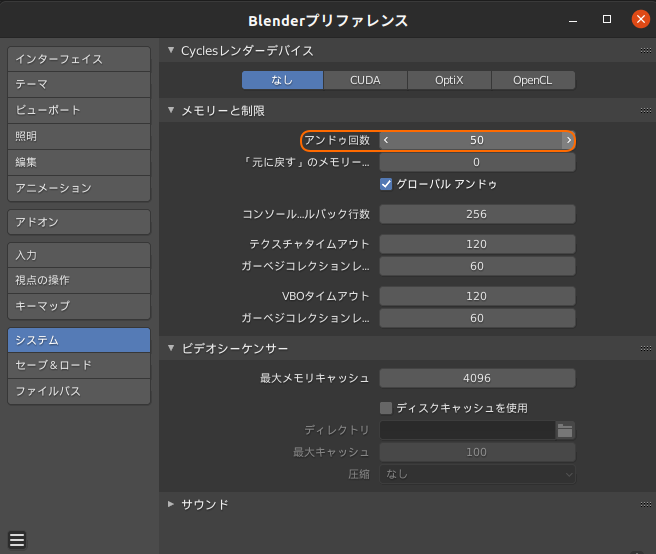 Blenderプリファレンス
インターフェイス
テーマ
ビューポート
照明
編集
アニメーション
アドオン
入力
視点の操作
キーマップ
システム
セーブ＆ロード
ファイルパス
Cyclesレンダーデバイス
なし CUDA OptiX OpenCL
メモリーと制限
アンドゥ回数 50
「元に戻す」のメモリー... 0
グローバル アンドゥ
コンソール...ルバック行数 256
テクスチャタイムアウト 120
ガーベジコレクションレ... 60
VBOタイムアウト 120
ガーベジコレクションレ... 60
ビデオシーケンサー
最大メモリキャッシュ 4096
ディスクキャッシュを使用
ディレクトリ
最大キャッシュ 100
圧縮 なし
サウンド